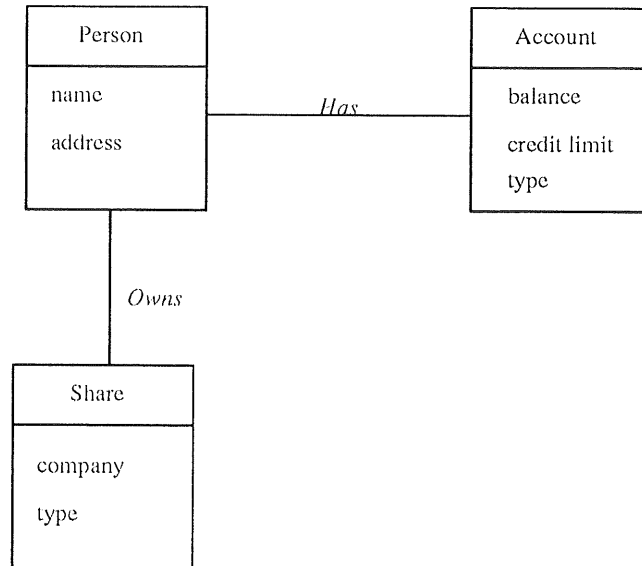 Person
name
address
Has
Account
balance
credit limit
type
Owns
Share
company
type